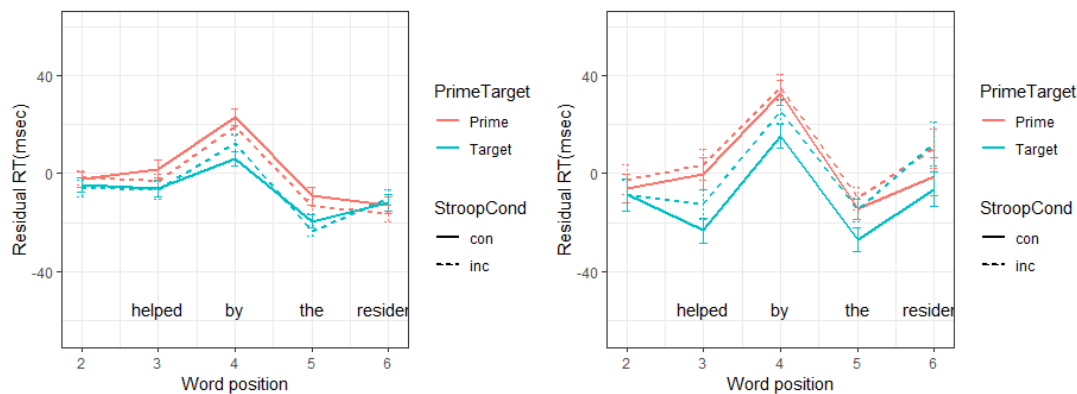 Residual RT(msec)
40
0
-40
helped by the resider
2 3 4 5 6
Word position
PrimeTarget
Prime
Target
StroopCond
con
inc
Residual RT(msec)
40
0
-40
helped by the resider
2 3 4 5 6
Word position
PrimeTarget
Prime
Target
StroopCond
con
inc